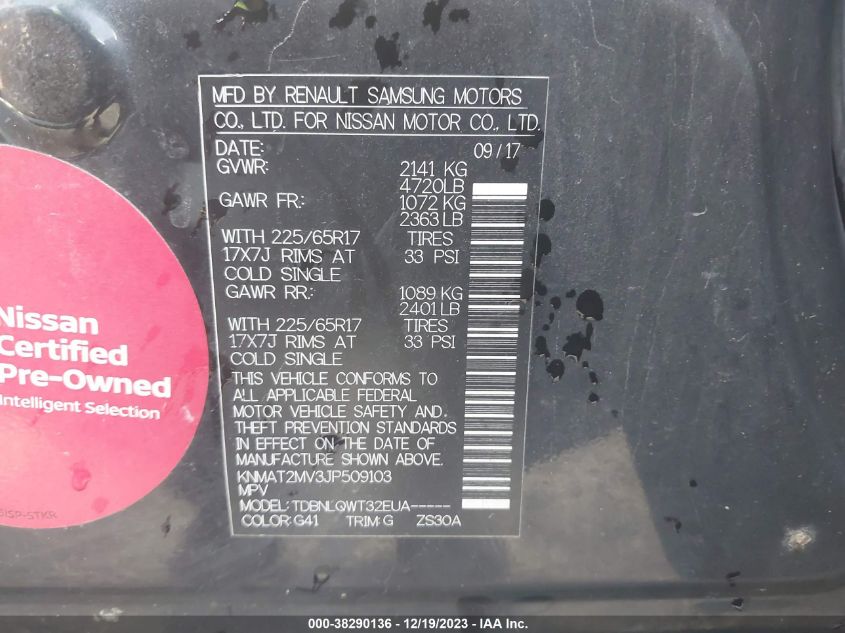 MFD BY RENAULT SAMSUNG MOTORS
CO., LTD. FOR NISSAN MOTOR CO., LTD.
DATE: 09/17
GVWR: 2141 KG
4720LB
GAWR FR: 1072 KG
2363 LB
WITH 225/65R17 TIRES
17X7J RIMS AT 33 PSI
COLD SINGLE
GAWR RR: 1089 KG
2401 LB
WITH 225/65R17 TIRES
17X7J RIMS AT 33 PSI
COLD SINGLE
THIS VEHICLE CONFORMS TO
ALL APPLICABLE FEDERAL
MOTOR VEHICLE SAFETY AND
THEFT PREVENTION STANDARDS
IN EFFECT ON THE DATE OF
MANUFACTURE SHOWN ABOVE.
KNMAT2MV3JP509103
MPV
MODEL: TDBNLQWT32EUA-----
COLOR: G41 TRIM: G ZS30A
Nissan
Certified
Pre-Owned
Intelligent Selection
000-38290136 - 12/19/2023 - IAA Inc.